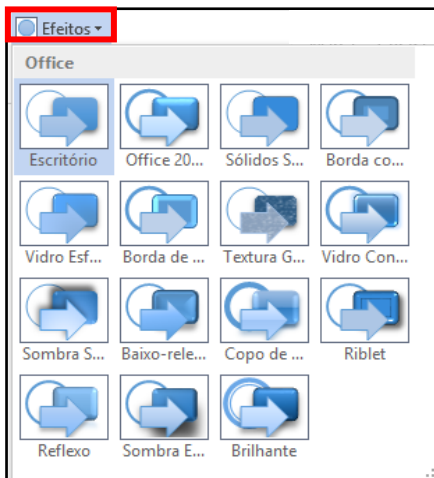 Efeitos
Office
Escritório Office 20... Sólidos S... Borda co...
Vidro Esf... Borda de ... Textura G... Vidro Con...
Sombra S... Baixo-rele... Copo de ... Riblet
Reflexo Sombra E... Brilhante